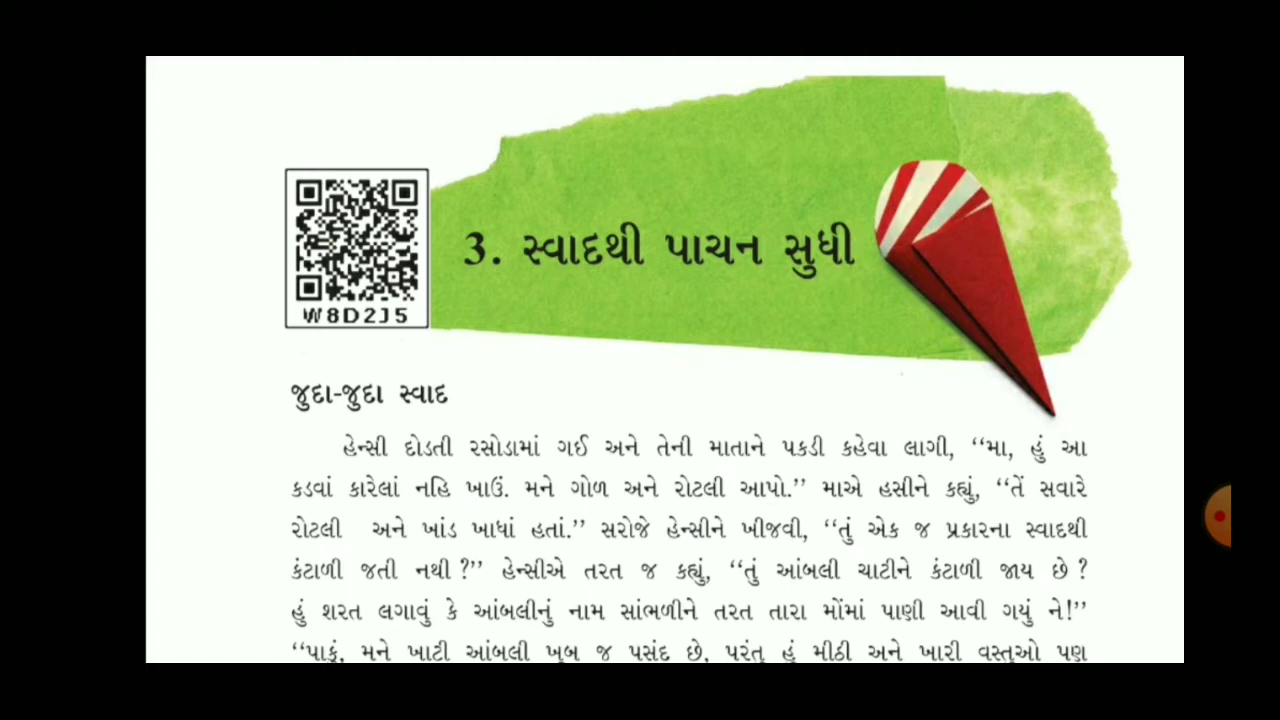 W8D2J5
3. સ્વાદથી પાચન સુધી
જુદા-જુદા સ્વાદ
હેન્સી દોડતી રસોડામાં ગઈ અને તેની માતાને પકડી કહેવા લાગી, ‘‘મા, હું આ
કડવાં કારેલાં નહિ ખાઉં. મને ગોળ અને રોટલી આપો.’’ માએ હસીને કહ્યું, ‘‘તેં સવારે
રોટલી અને ખાંડ ખાધાં હતાં.’’ સરોજે હેન્સીને ખીજવી, ‘‘તું એક જ પ્રકારના સ્વાદથી
કંટાળી જતી નથી ?’’ હેન્સીએ તરત જ કહ્યું, ‘‘તું આંબલી ચાટીને કંટાળી જાય છે ?
હું શરત લગાવું કે આંબલીનું નામ સાંભળીને તરત તારા મોંમાં પાણી આવી ગયું ને!’’
‘‘પાકું, મને ખાટી આંબલી ખૂબ જ પસંદ છે, પરંતુ હું મીઠી અને ખારી વસ્તુઓ પણ